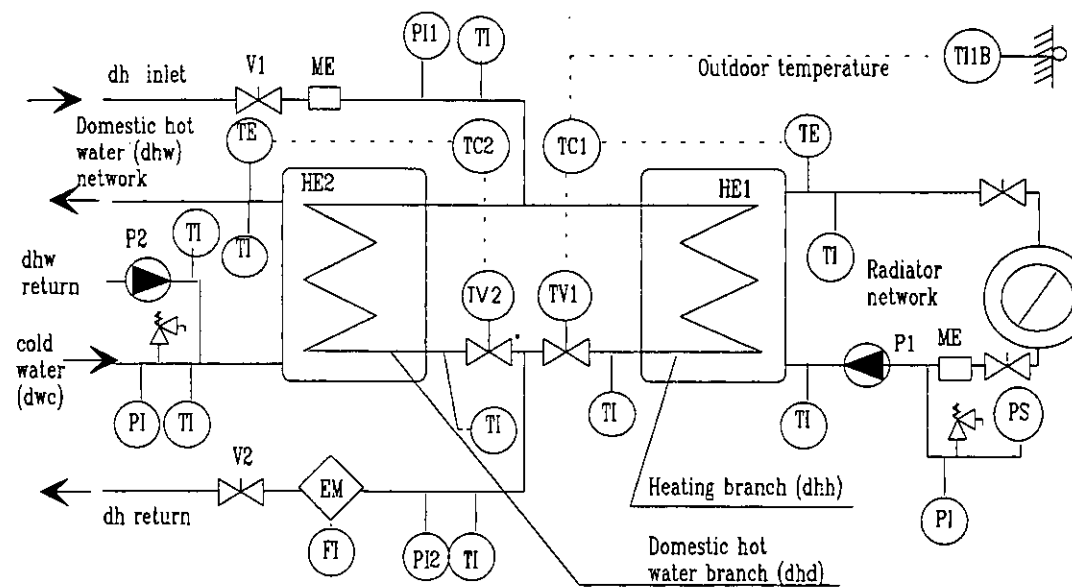 PI1
TI
TI1B
dh inlet
V1
ME
Outdoor temperature
Domestic hot
water (dhw)
network
TE
TC2
TC1
TE
HE2
HE1
P2
TI
TI
TI
dhw
return
TV2
TV1
Radiator
network
cold
water
(dwc)
P1
ME
PI
TI
TI
TI
TI
PS
V2
EM
Heating branch (dhh)
dh return
FI
PI2
TI
PI
Domestic hot
water branch (dhd)